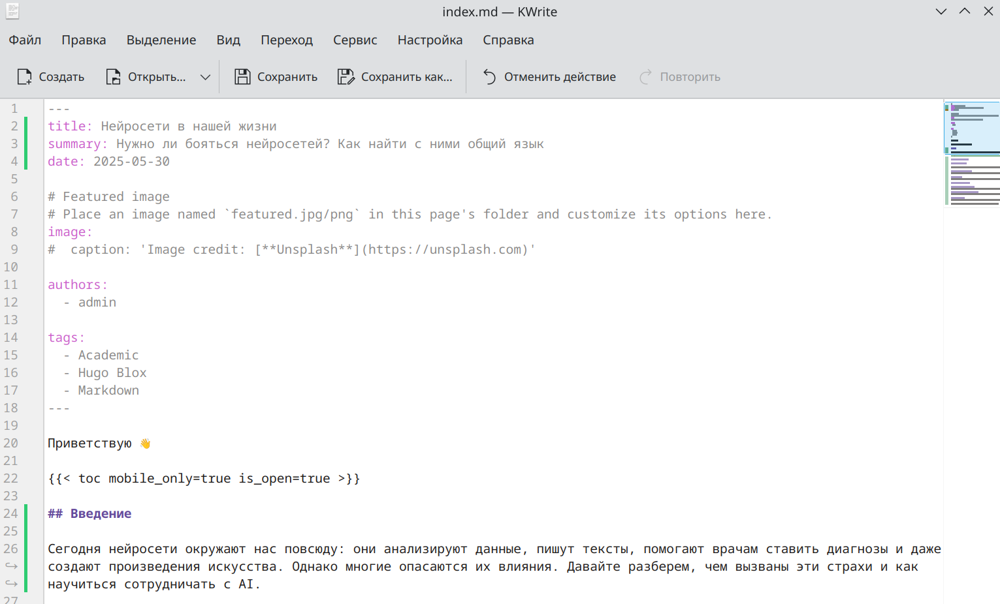 index.md — KWrite
Файл Правка Выделение Вид Переход Сервис Настройка Справка
Создать Открыть... Сохранить Сохранить как... Отменить действие Повторить
1 ---
2 title: Нейросети в нашей жизни
3 summary: Нужно ли бояться нейросетей? Как найти с ними общий язык
4 date: 2025-05-30
5
6 # Featured image
7 # Place an image named `featured.jpg/png` in this page's folder and customize its options here.
8 image:
9 #  caption: 'Image credit: [**Unsplash**](https://unsplash.com)'
10
11 authors:
12   - admin
13
14 tags:
15   - Academic
16   - Hugo Blox
17   - Markdown
18 ---
19
20 Приветствую 👋
21
22 {{< toc mobile_only=true is_open=true >}}
23
24 ## Введение
25
26 Сегодня нейросети окружают нас повсюду: они анализируют данные, пишут тексты, помогают врачам ставить диагнозы и даже
создают произведения искусства. Однако многие опасаются их влияния. Давайте разберем, чем вызваны эти страхи и как
научиться сотрудничать с AI.
27